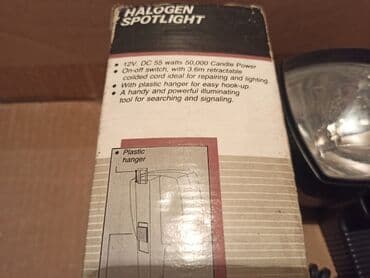 HALOGEN
SPOTLIGHT
• 12V. DC 55 watts 50,000 Candle Power
• On-off switch, with 3.6m retractable
coilded cord ideal for repairing and lighting.
• With plastic hanger for easy hook-up.
• A handy and powerful illuminating
tool for searching and signaling.
• Plastic
hanger